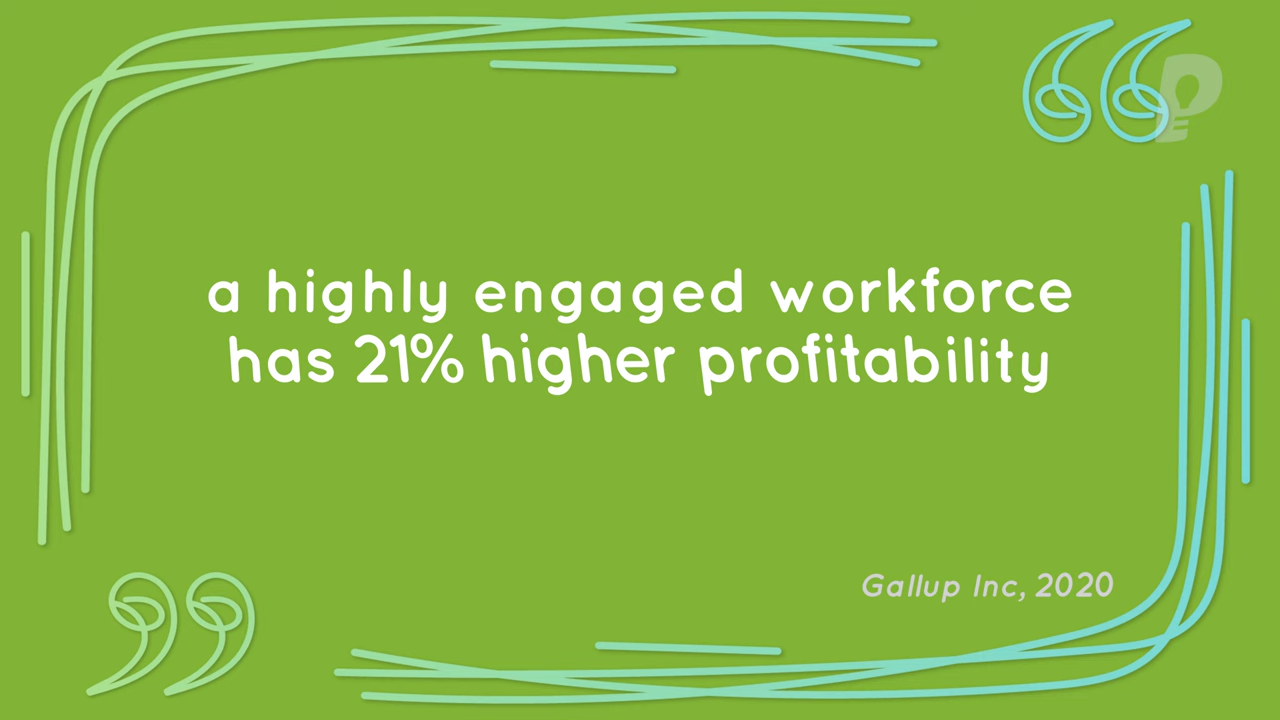 a highly engaged workforce
has 21% higher profitability
Gallup Inc, 2020